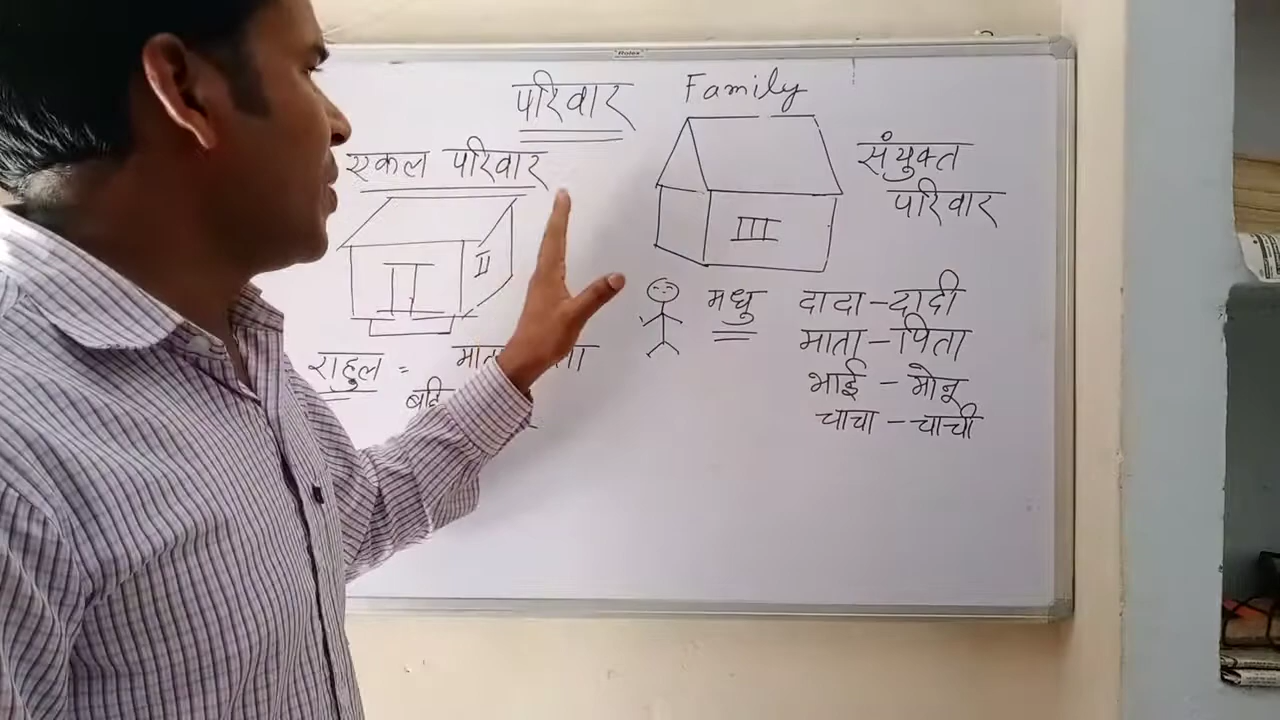 परिवार Family
एकल परिवार
संयुक्त
परिवार
मधु
दादा - दादी
माता - पिता
भाई - मोनू
चाचा - चाची
राहुल =